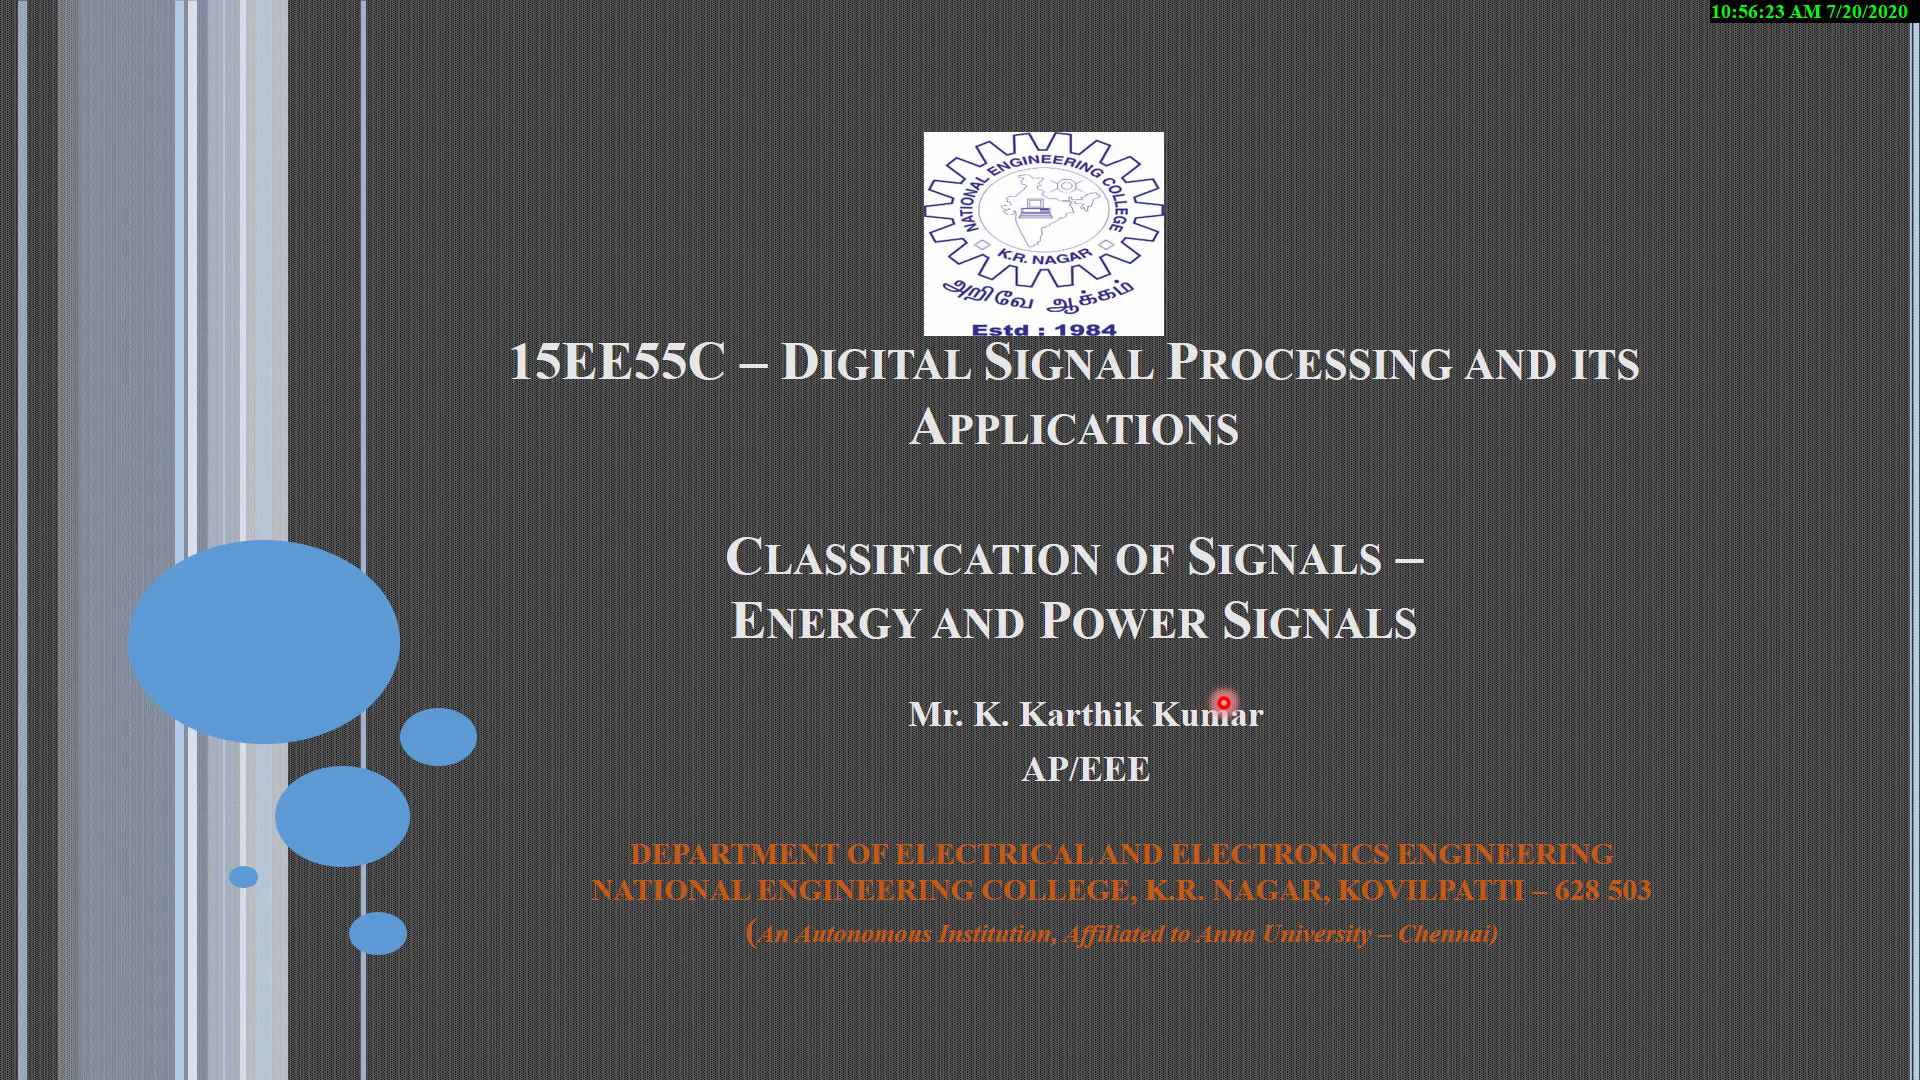 10:56:23 AM 7/20/2020
NATIONAL ENGINEERING COLLEGE
K.R. NAGAR
அறிவே ஆக்கம்
Estd : 1984
15EE55C – DIGITAL SIGNAL PROCESSING AND ITS
APPLICATIONS
CLASSIFICATION OF SIGNALS –
ENERGY AND POWER SIGNALS
Mr. K. Karthik Kumar
AP/EEE
DEPARTMENT OF ELECTRICAL AND ELECTRONICS ENGINEERING
NATIONAL ENGINEERING COLLEGE, K.R. NAGAR, KOVILPATTI – 628 503
(An Autonomous Institution, Affiliated to Anna University – Chennai)